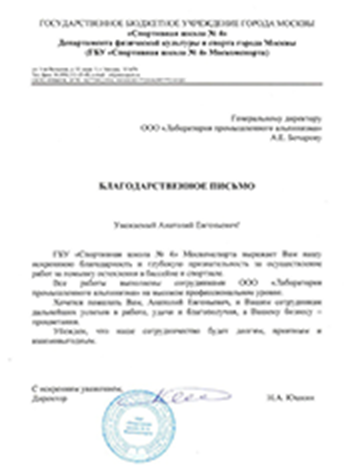 ГОСУДАРСТВЕННОЕ БЮДЖЕТНОЕ УЧРЕЖДЕНИЕ ГОРОДА МОСКВЫ
«Спортивная школа № 6»
Департамента физической культуры и спорта города Москвы
(ГБУ «Спортивная школа № 6» Москомспорта)
Генеральному директору
ООО «Лаборатория промышленного альпинизма»
А.Е. Бочарову
БЛАГОДАРСТВЕННОЕ ПИСЬМО
Уважаемый Анатолий Евгеньевич!
ГБУ «Спортивная школа № 6» Москомспорта выражает Вам нашу
искреннюю благодарность и глубокую признательность за осуществление
работ за помывку остекления в бассейне и спортзале.
Все работы выполнены сотрудниками ООО «Лаборатория
промышленного альпинизма» на высоком профессиональном уровне.
Хочется пожелать Вам, Анатолий Евгеньевич, и Вашим сотрудникам
дальнейших успехов в работе, удачи и благополучия, а Вашему бизнесу –
процветания.
Убежден, что наше сотрудничество будет долгим, приятным и
взаимовыгодным.
С искренним уважением,
Директор
Н.А.